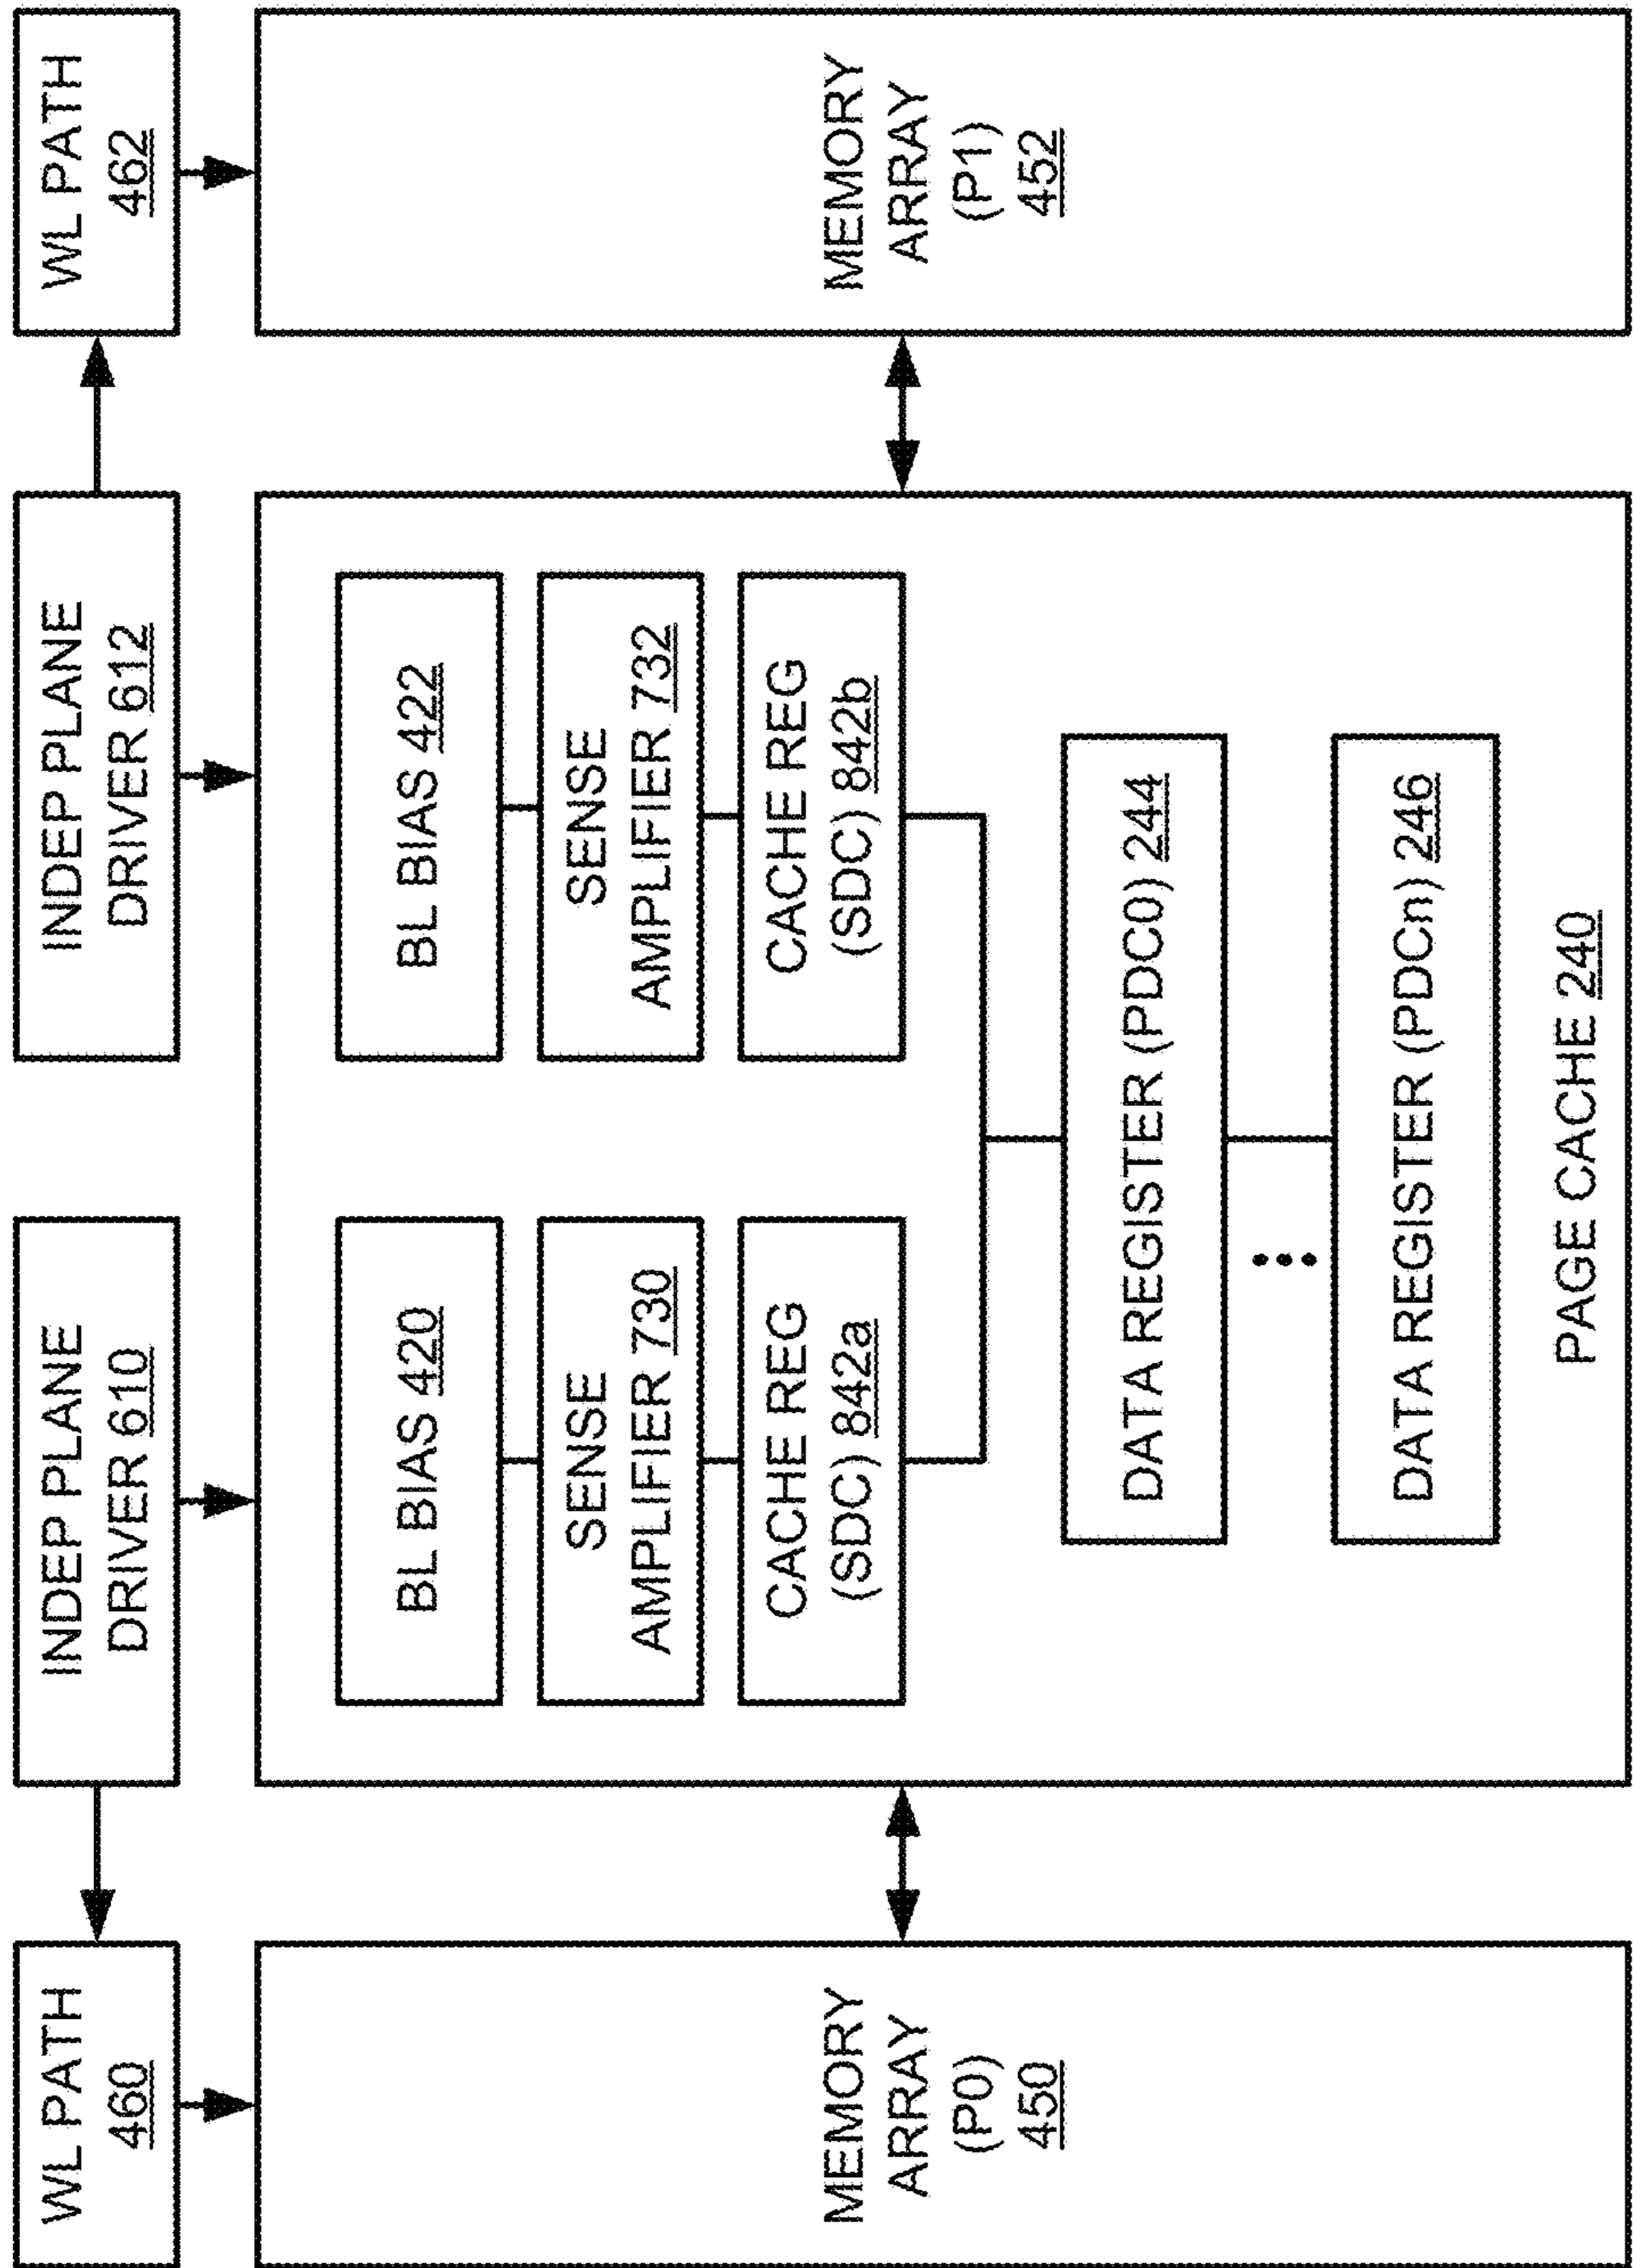 WL PATH
460
INDEP PLANE
DRIVER 610
INDEP PLANE
DRIVER 612
WL PATH
462
MEMORY
ARRAY
(P0)
450
BL BIAS 420
SENSE
AMPLIFIER 730
CACHE REG
(SDC) 842a
BL BIAS 422
SENSE
AMPLIFIER 732
CACHE REG
(SDC) 842b
DATA REGISTER (PDC0) 244
DATA REGISTER (PDCn) 246
PAGE CACHE 240
MEMORY
ARRAY
(P1)
452